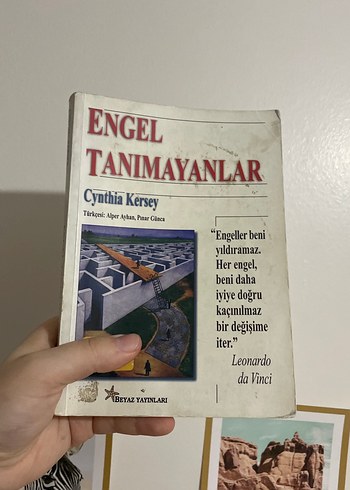 ENGEL
TANIMAYANLAR
Cynthia Kersey
Türkçesi: Alper Ayhan, Pınar Günca
“Engeller beni
yıldıramaz.
Her engel,
beni daha
iyiye doğru
kaçınılmaz
bir değişime
iter.”
Leonardo
da Vinci
BEYAZ YAYINLARI